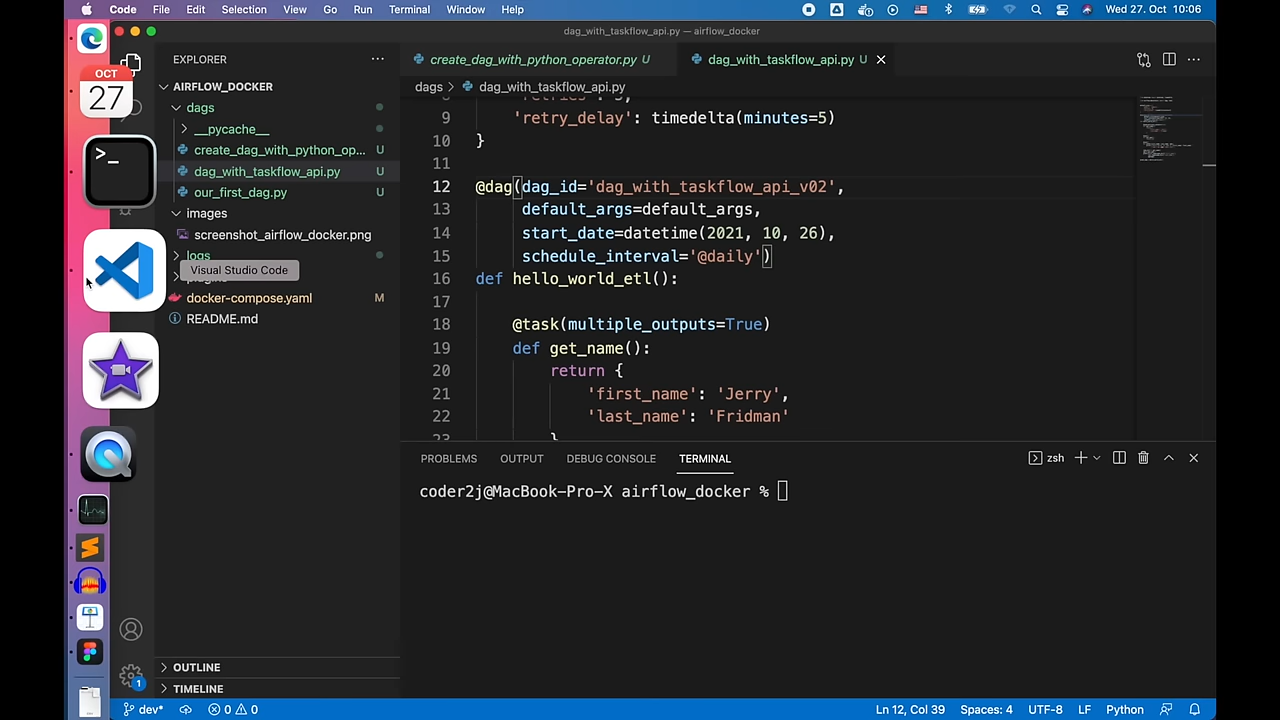 Code File Edit Selection View Go Run Terminal Window Help
Wed 27. Oct 10:06
dag_with_taskflow_api.py — airflow_docker
OCT
27
Visual Studio Code
EXPLORER
AIRFLOW_DOCKER
dags
__pycache__
create_dag_with_python_op... U
dag_with_taskflow_api.py U
our_first_dag.py U
images
screenshot_airflow_docker.png
logs
docker-compose.yaml M
README.md
OUTLINE
TIMELINE
create_dag_with_python_operator.py U
dag_with_taskflow_api.py U
dags > dag_with_taskflow_api.py
9 'retry_delay': timedelta(minutes=5)
10 }
11
12 @dag(dag_id='dag_with_taskflow_api_v02',
13 default_args=default_args,
14 start_date=datetime(2021, 10, 26),
15 schedule_interval='@daily')
16 def hello_world_etl():
17
18 @task(multiple_outputs=True)
19 def get_name():
20 return {
21 'first_name': 'Jerry',
22 'last_name': 'Fridman'
23 }
PROBLEMS OUTPUT DEBUG CONSOLE TERMINAL
zsh
coder2j@MacBook-Pro-X airflow_docker %
1
dev* 0 0
Ln 12, Col 39 Spaces: 4 UTF-8 LF Python